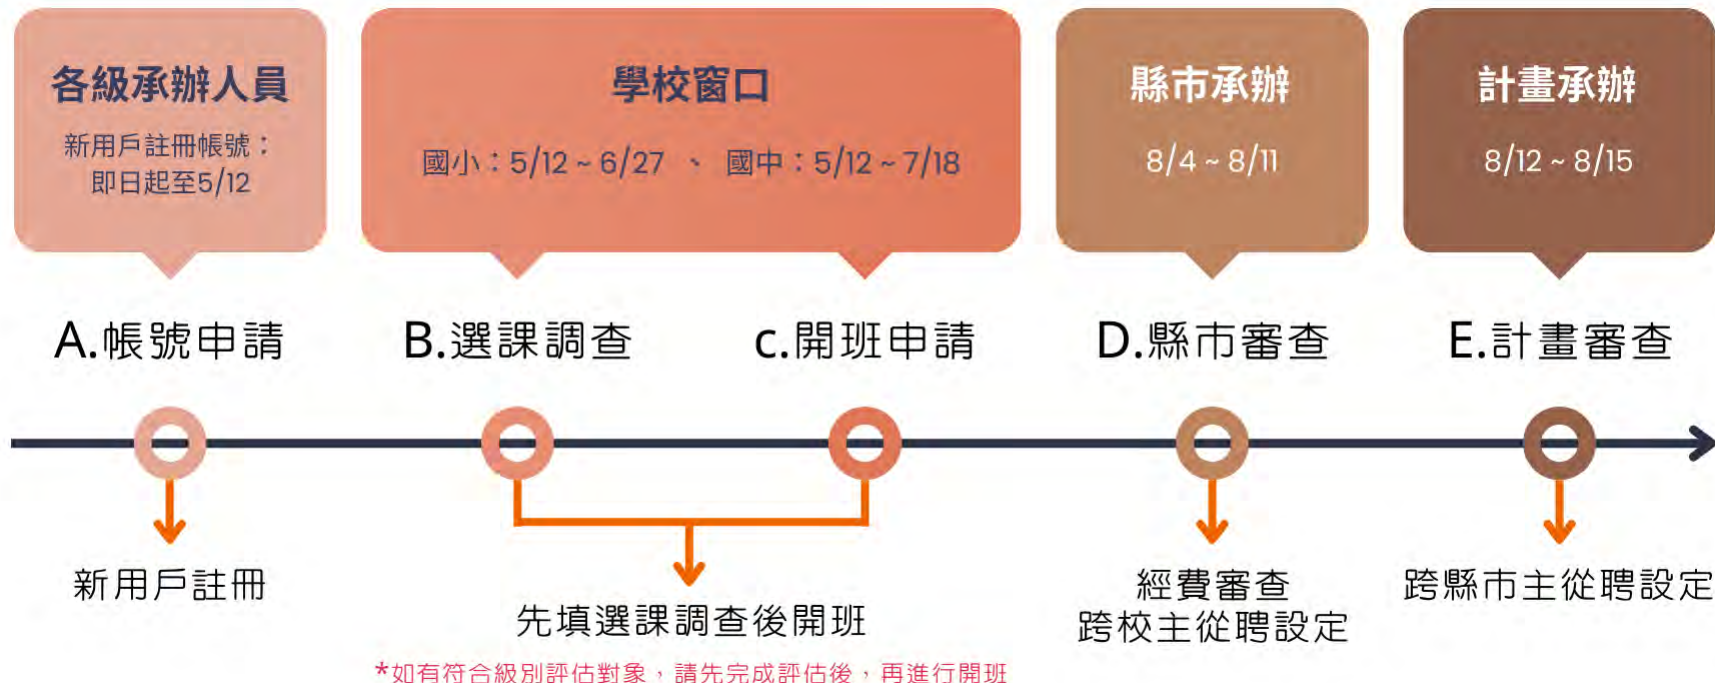 各級承辦人員
新用戶註冊帳號：
即日起至5/12
學校窗口
國小：5/12 ~ 6/27 、 國中：5/12 ~ 7/18
縣市承辦
8/4 ~ 8/11
計畫承辦
8/12 ~ 8/15
A.帳號申請
B.選課調查
c.開班申請
D.縣市審查
E.計畫審查
新用戶註冊
先填選課調查後開班
*如有符合級別評估對象，請先完成評估後，再進行開班
經費審查
跨校主從聘設定
跨縣市主從聘設定